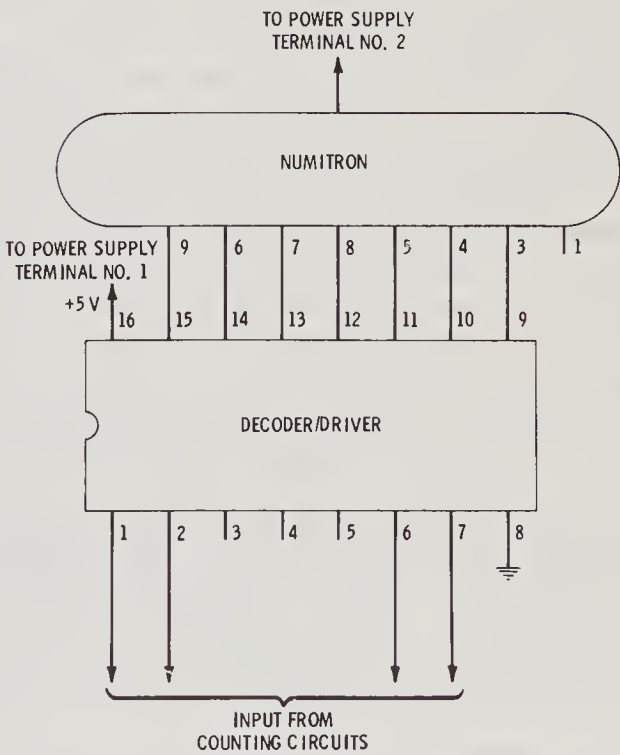 TO POWER SUPPLY
TERMINAL NO. 2
NUMITRON
9 6 7 8 5 4 3 1
TO POWER SUPPLY
TERMINAL NO. 1
+5 V
16 15 14 13 12 11 10 9
DECODER/DRIVER
1 2 3 4 5 6 7 8
INPUT FROM
COUNTING CIRCUITS